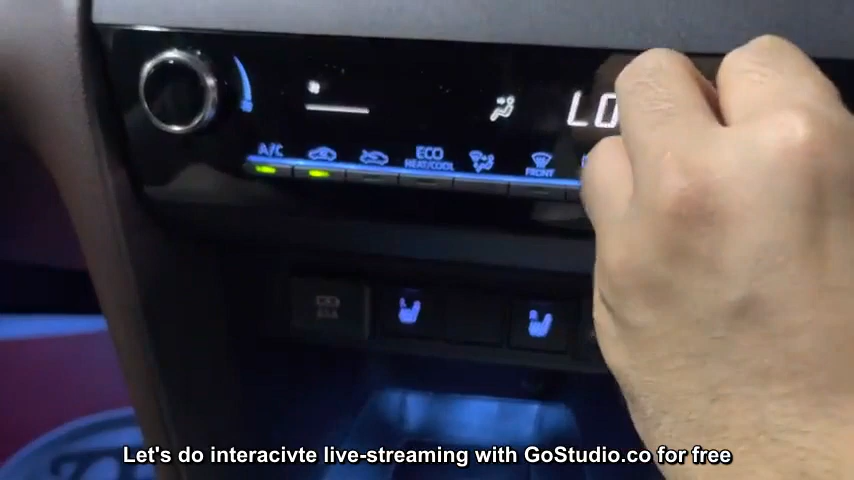 LO
A/C
ECO
HEAT/COOL
FRONT
Let's do interacivte live-streaming with GoStudio.co for free